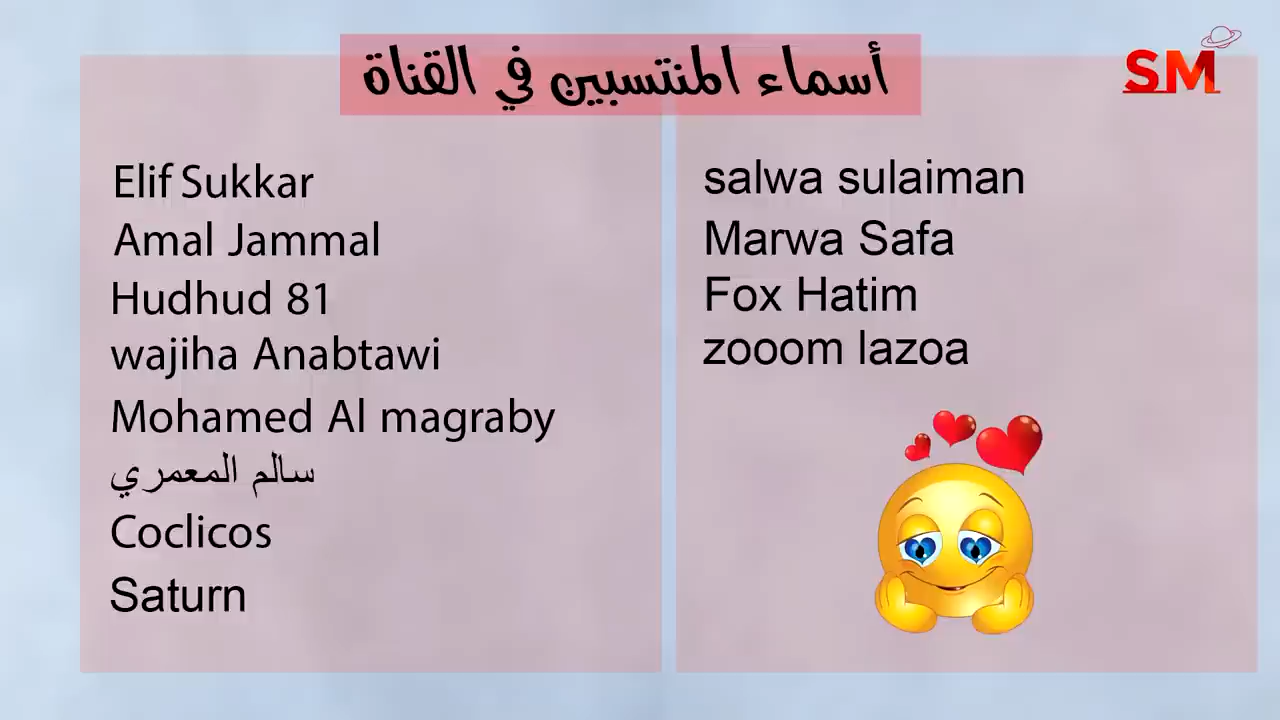 أسماء المنتسبين في القناة
SM
Elif Sukkar
Amal Jammal
Hudhud 81
wajiha Anabtawi
Mohamed Al magraby
سالم المعمري
Coclicos
Saturn
salwa sulaiman
Marwa Safa
Fox Hatim
zooom lazoa